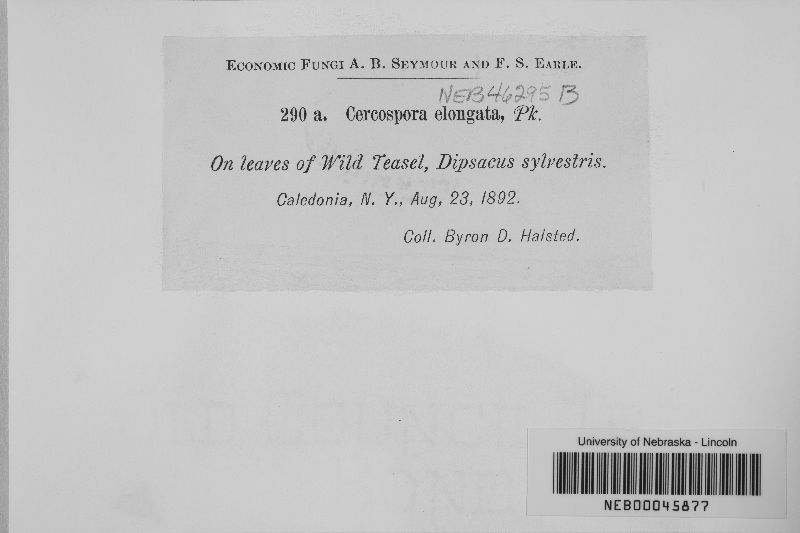 Economic Fungi A. B. Seymour and F. S. Earle.
NEB46295 B
290 a. Cercospora elongata, Pk.
On leaves of Wild Teasel, Dipsacus sylvestris.
Caledonia, N. Y., Aug, 23, 1892.
Coll. Byron D. Halsted.
University of Nebraska - Lincoln
NEB00045877